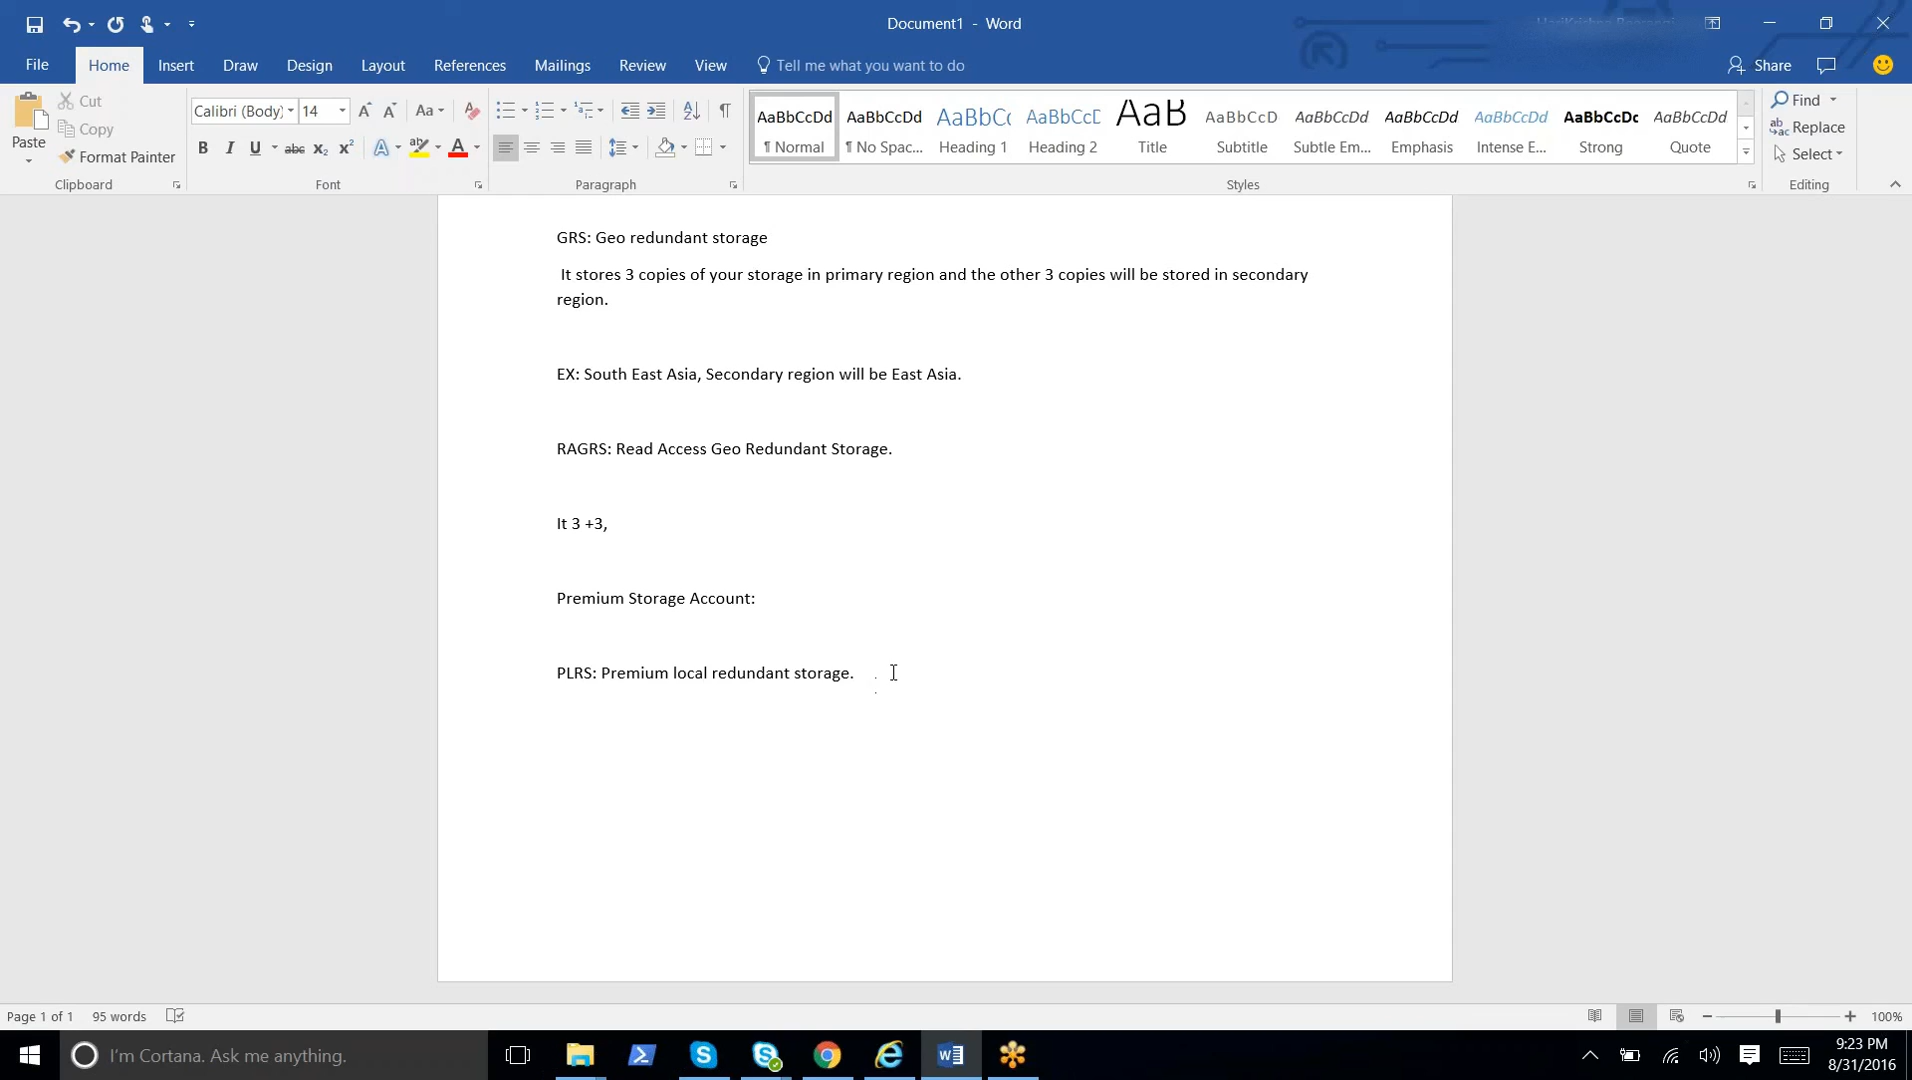 Document1 - Word
File
Home
Insert
Draw
Design
Layout
References
Mailings
Review
View
Tell me what you want to do
Share
Paste
Cut
Copy
Format Painter
Clipboard
Calibri (Body)
14
Font
Paragraph
AaBbCcDd
¶ Normal
AaBbCcDd
¶ No Spac...
AaBbCc
Heading 1
AaBbCcD
Heading 2
AaB
Title
AaBbCcD
Subtitle
AaBbCcDd
Subtle Em...
AaBbCcDd
Emphasis
AaBbCcDd
Intense E...
AaBbCcDc
Strong
AaBbCcDd
Quote
Styles
Find
Replace
Select
Editing
GRS: Geo redundant storage
It stores 3 copies of your storage in primary region and the other 3 copies will be stored in secondary
region.
EX: South East Asia, Secondary region will be East Asia.
RAGRS: Read Access Geo Redundant Storage.
It 3 +3,
Premium Storage Account:
PLRS: Premium local redundant storage.
Page 1 of 1
95 words
100%
I'm Cortana. Ask me anything.
9:23 PM
8/31/2016